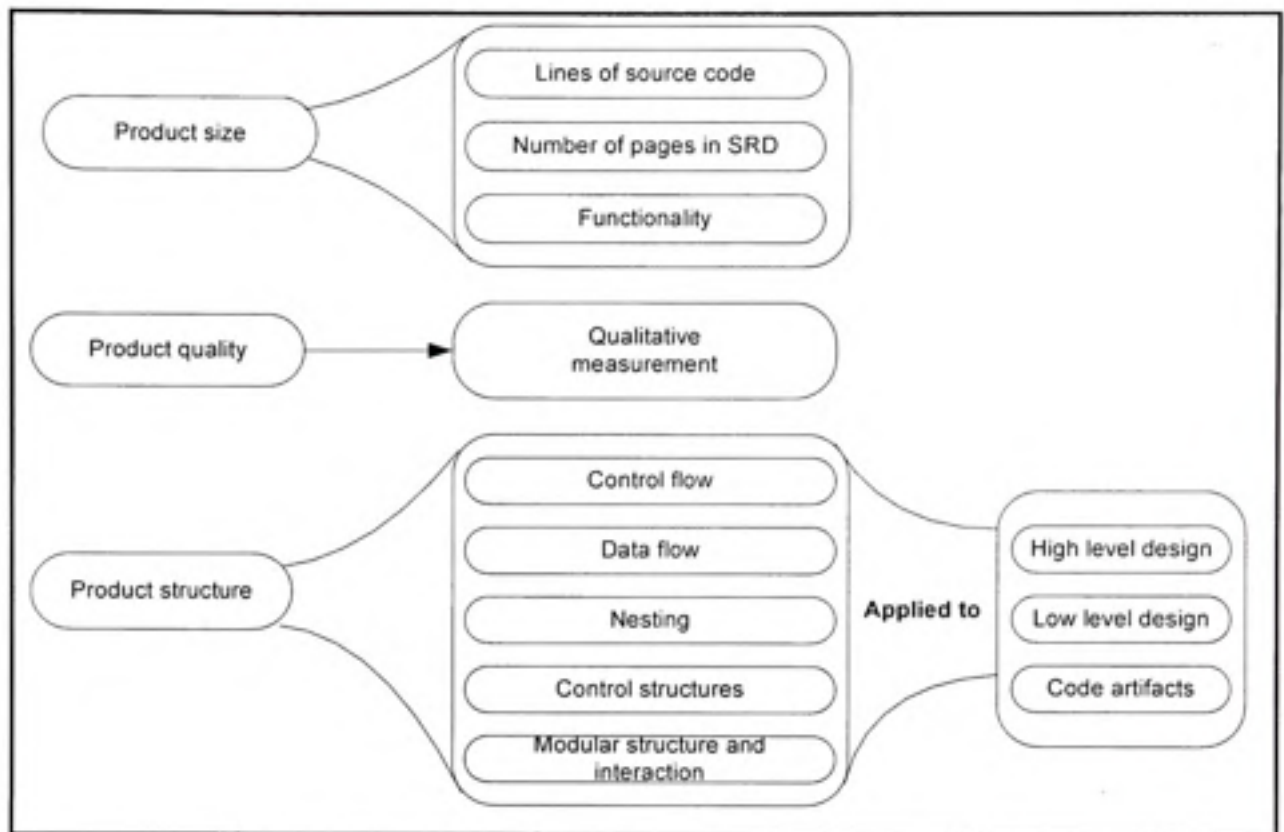 Product size
Lines of source code
Number of pages in SRD
Functionality
Product quality
Qualitative
measurement
Product structure
Control flow
Data flow
Nesting
Control structures
Modular structure and
interaction
Applied to
High level design
Low level design
Code artifacts